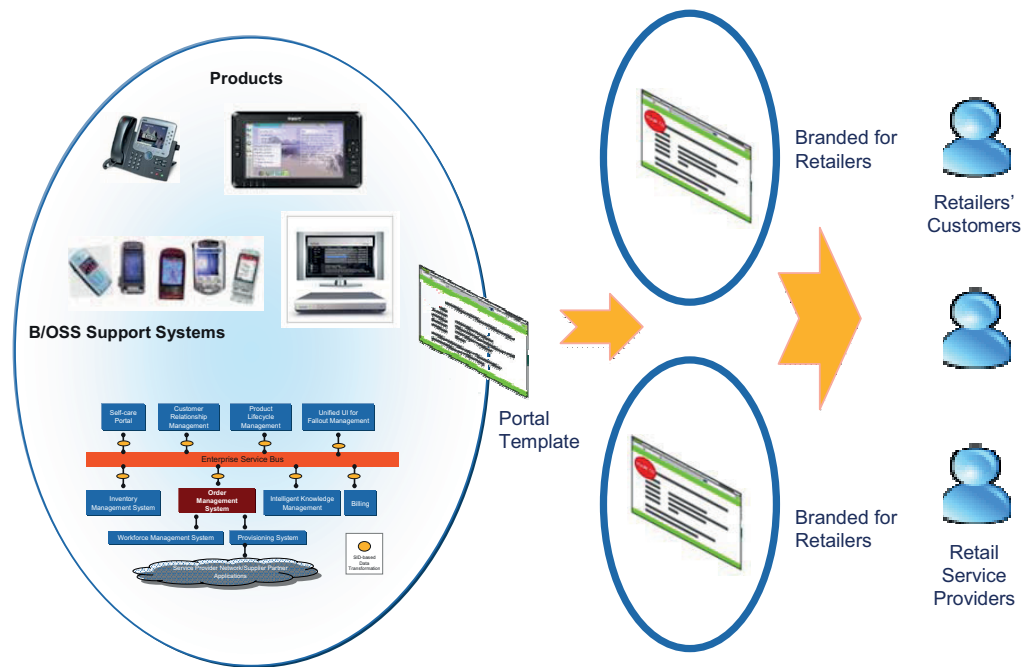 Products
B/OSS Support Systems
Self-care
Portal
Customer
Relationship
Management
Product
Lifecycle
Management
Unified UI for
Fallout Management
Enterprise Service Bus
Inventory
Management System
Order
Management
System
Intelligent Knowledge
Management
Billing
Workforce Management System
Provisioning System
Service Provider Network/Supplier Partner
Applications
SID-based
Data
Transformation
Portal
Template
Branded for
Retailers
Branded for
Retailers
Retailers'
Customers
Retail
Service
Providers